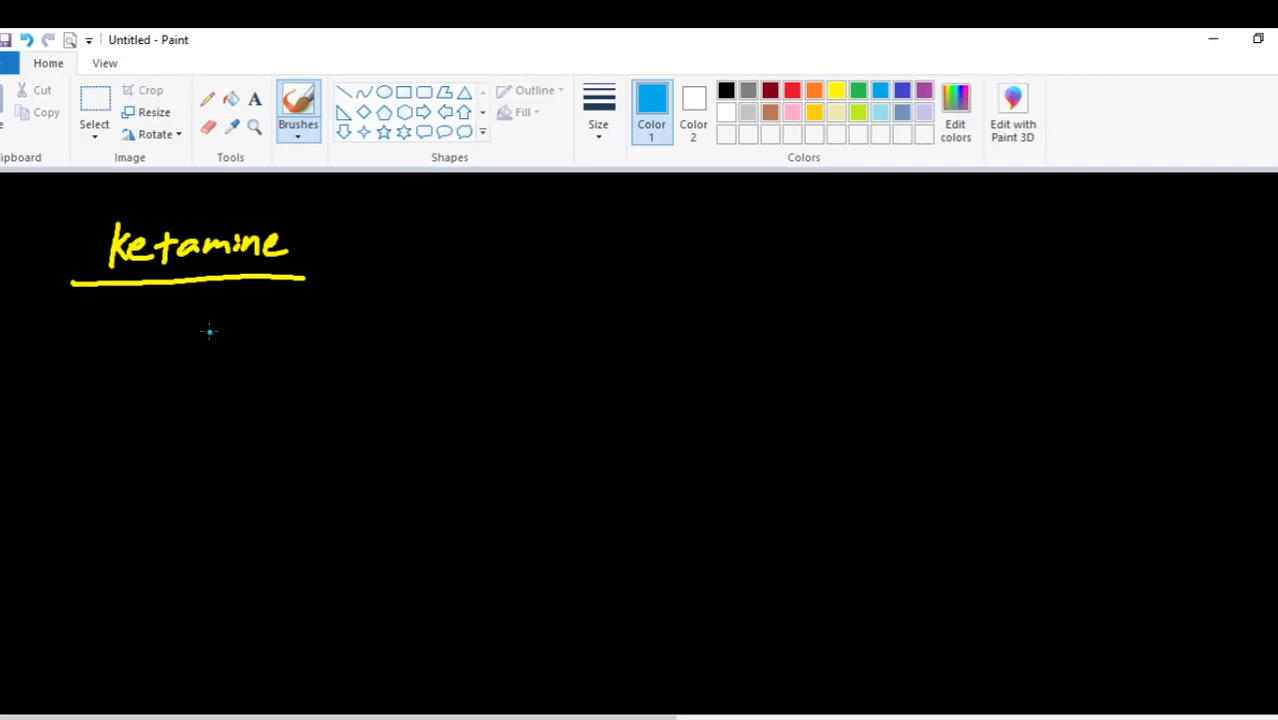 Untitled - Paint
Home View
Cut
Copy
lipboard
Select
Crop
Resize
Rotate
Image
A
Tools
Brushes
Outline
Fill
Shapes
Size
Color 1
Color 2
Edit colors
Colors
Edit with Paint 3D
ketamine